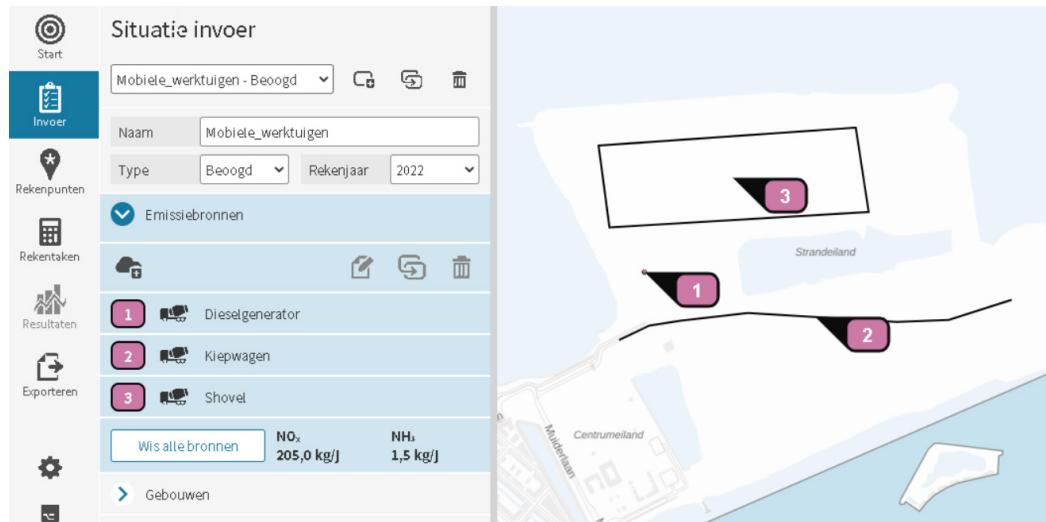 Situatie invoer
Start
Mobiele_werktuigen - Beoogd
Invoer
Naam
Mobiele_werktuigen
Type
Beoogd
Rekenjaar
2022
Rekenpunten
Emissiebronnen
Rekentaken
1
Dieselgenerator
Resultaten
2
Kiepwagen
3
Shovel
Exporteren
Wis alle bronnen
NOₓ
205,0 kg/J
NH₃
1,5 kg/J
Gebouwen
3
Strandeiland
1
2
Centrumeiland
Muiderlaan